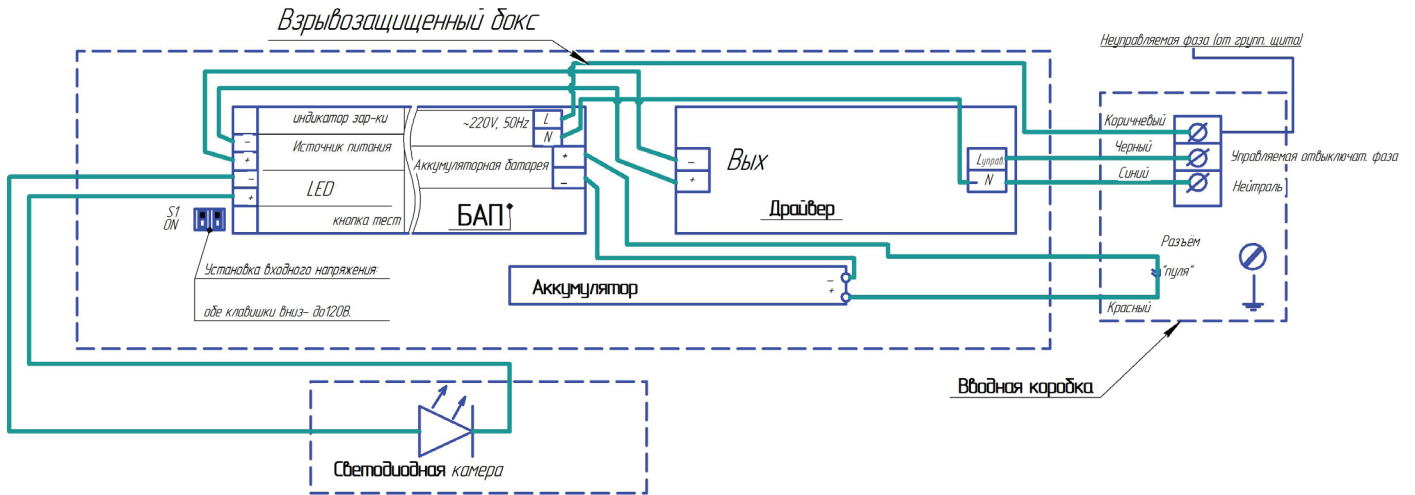 Взрывозащищенный бокс
Неуправляемая фаза (от групп. щита)
индикатор зар-ки
~220V, 50Hz
L
N
Источник питания
Аккумуляторная батарея
–
+
–
+
+
–
LED
кнопка тест
БАП
S1
ON
Установка входного напряжения:
обе клавишки вниз- до120В.
Вых
–
+
Драйвер
Lуправ.
N
Коричневый
Черный
Синий
Управляемая отвыключат. фаза
Нейтраль
Разъём
"пуля"
Красный
Аккумулятор
–
+
Вводная коробка
Светодиодная камера